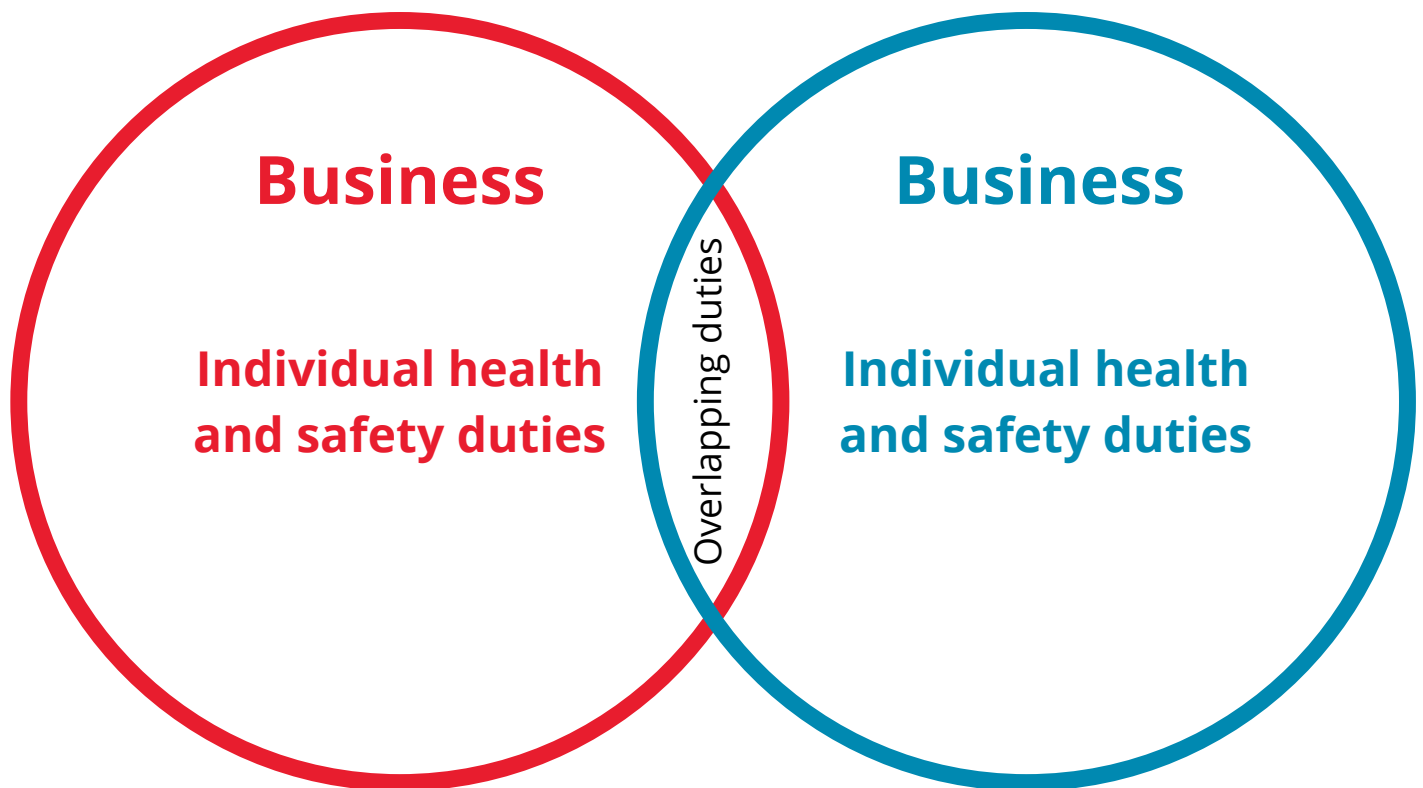 Business
Individual health
and safety duties
Overlapping duties
Business
Individual health
and safety duties